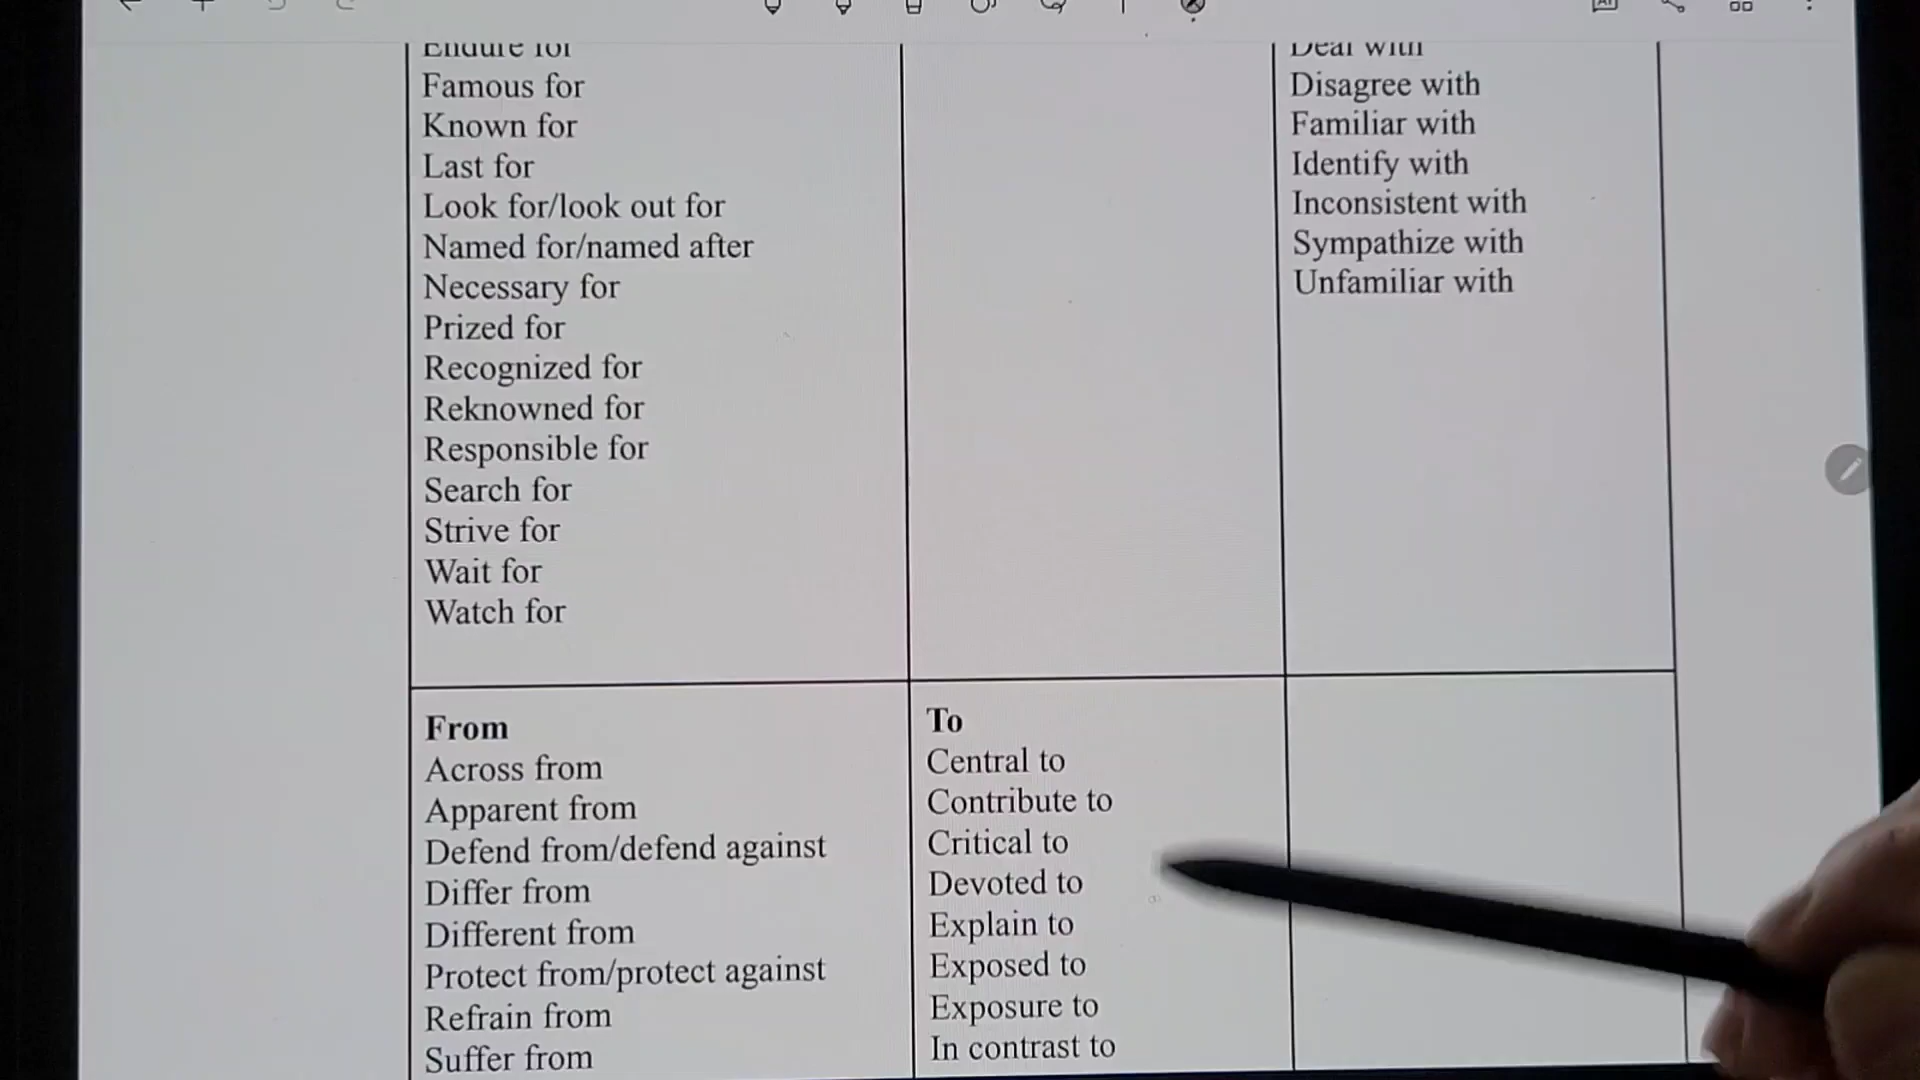 Endure for
Famous for
Known for
Last for
Look for/look out for
Named for/named after
Necessary for
Prized for
Recognized for
Reknowned for
Responsible for
Search for
Strive for
Wait for
Watch for
Deal with
Disagree with
Familiar with
Identify with
Inconsistent with
Sympathize with
Unfamiliar with
From
Across from
Apparent from
Defend from/defend against
Differ from
Different from
Protect from/protect against
Refrain from
Suffer from
To
Central to
Contribute to
Critical to
Devoted to
Explain to
Exposed to
Exposure to
In contrast to